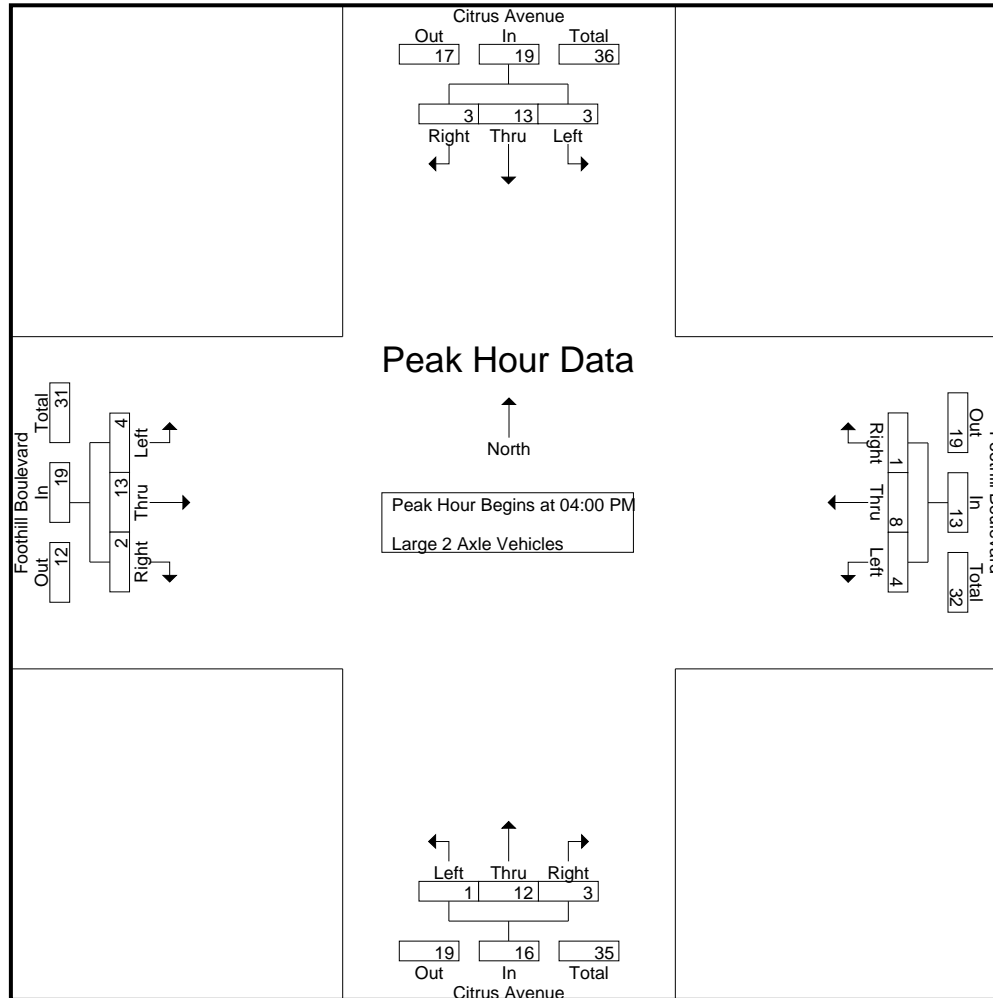 Citrus Avenue
Out In Total
17 19 36
3 13 3
Right Thru Left
Peak Hour Data
North
Peak Hour Begins at 04:00 PM
Large 2 Axle Vehicles
Foothill Boulevard
Out In Total
12 19 31
2 13 4
Right Thru Left
Foothill Boulevard
Out In Total
19 13 32
1 8 4
Right Thru Left
Left Thru Right
1 12 3
19 16 35
Out In Total
Citrus Avenue